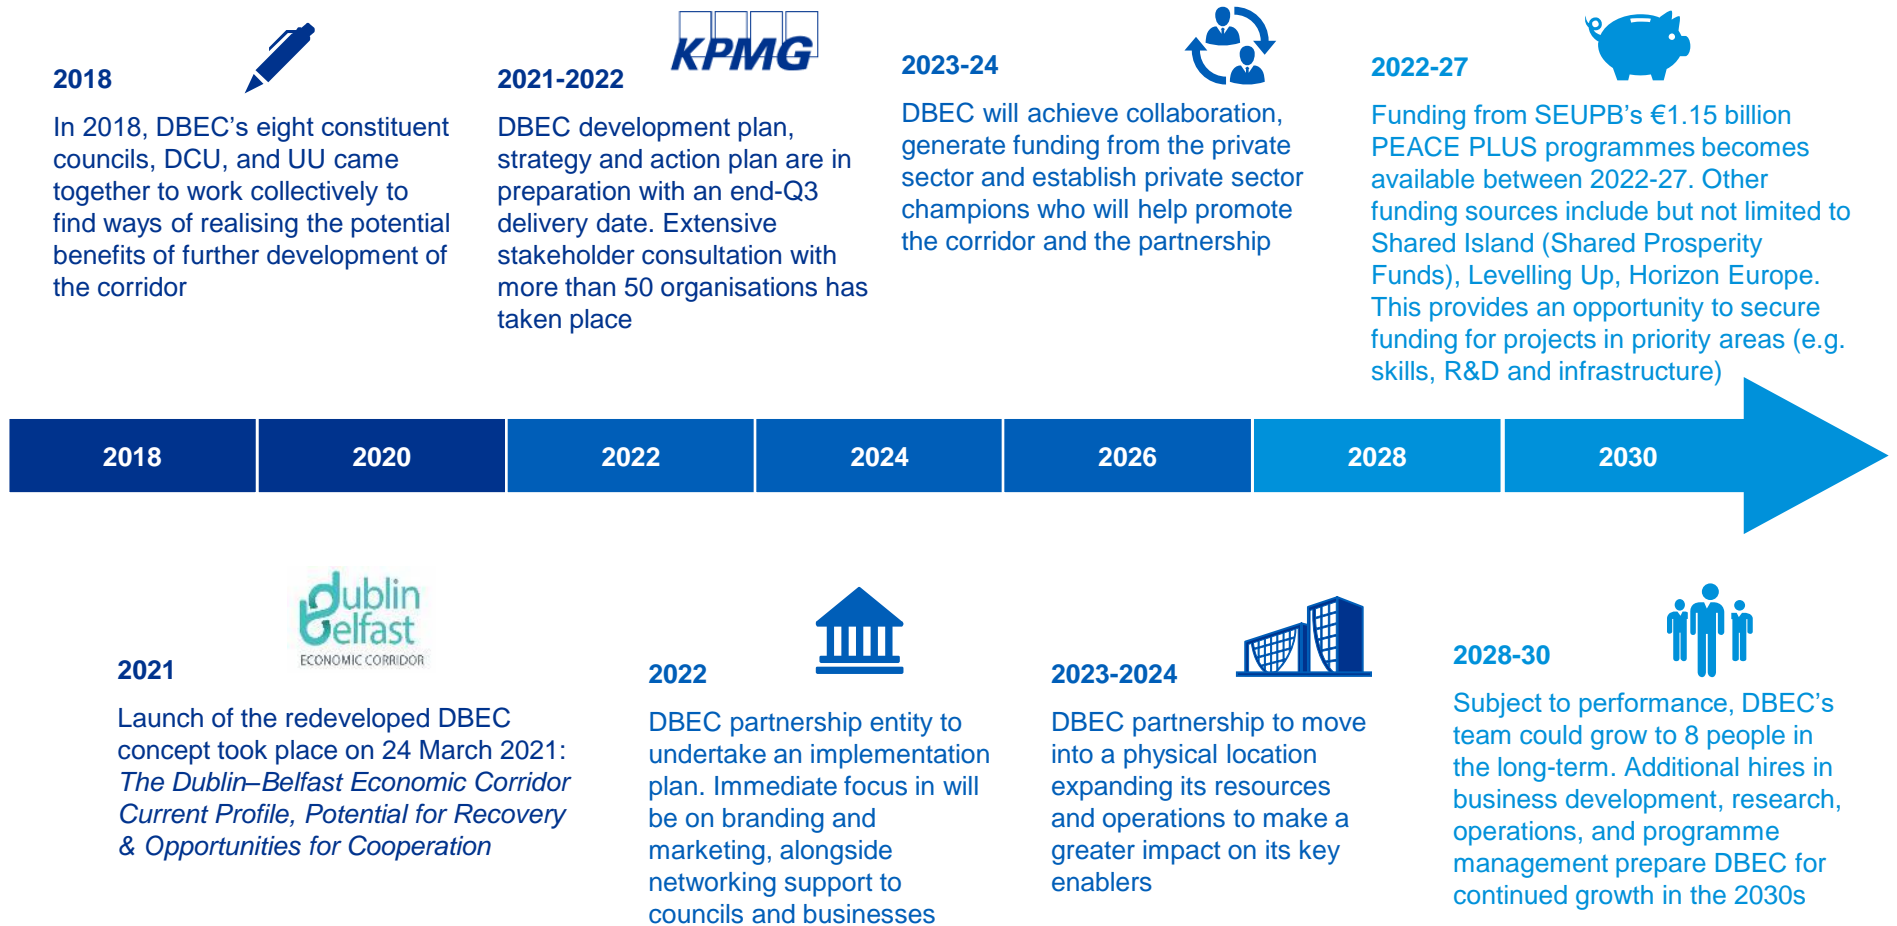 2018
In 2018, DBEC’s eight constituent
councils, DCU, and UU came
together to work collectively to
find ways of realising the potential
benefits of further development of
the corridor
KPMG
2021-2022
DBEC development plan,
strategy and action plan are in
preparation with an end-Q3
delivery date. Extensive
stakeholder consultation with
more than 50 organisations has
taken place
2023-24
DBEC will achieve collaboration,
generate funding from the private
sector and establish private sector
champions who will help promote
the corridor and the partnership
2022-27
Funding from SEUPB’s €1.15 billion
PEACE PLUS programmes becomes
available between 2022-27. Other
funding sources include but not limited to
Shared Island (Shared Prosperity
Funds), Levelling Up, Horizon Europe.
This provides an opportunity to secure
funding for projects in priority areas (e.g.
skills, R&D and infrastructure)
2018 2020 2022 2024 2026 2028 2030
dublin
belfast
ECONOMIC CORRIDOR
2021
Launch of the redeveloped DBEC
concept took place on 24 March 2021:
The Dublin–Belfast Economic Corridor
Current Profile, Potential for Recovery
& Opportunities for Cooperation
2022
DBEC partnership entity to
undertake an implementation
plan. Immediate focus in will
be on branding and
marketing, alongside
networking support to
councils and businesses
2023-2024
DBEC partnership to move
into a physical location
expanding its resources
and operations to make a
greater impact on its key
enablers
2028-30
Subject to performance, DBEC’s
team could grow to 8 people in
the long-term. Additional hires in
business development, research,
operations, and programme
management prepare DBEC for
continued growth in the 2030s